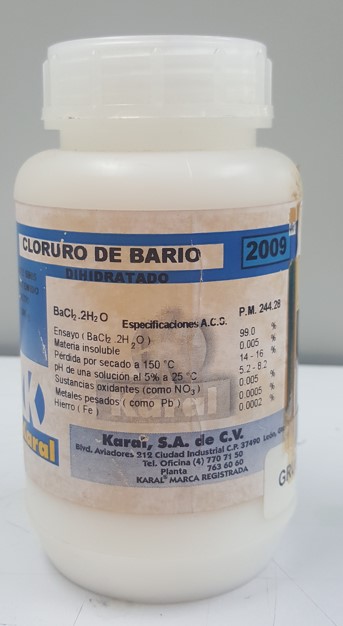 CLORURO DE BARIO 2009
DIHIDRATADO
BaCl2.2H2O P.M. 244.28
Especificaciones A.C.S.
Ensayo ( BaCl2 .2H2O ) 99.0 %
Materia insoluble 0.005 %
Pérdida por secado a 150 °C 14 - 16 %
pH de una solución al 5% a 25 °C 5.2 - 8.2
Sustancias oxidantes (como NO3) 0.005 %
Metales pesados ( como Pb ) 0.0005 %
Hierro ( Fe ) 0.0002 %
Karal
Karal, S.A. de C.V.
Blvd. Aviadores 212 Ciudad Industrial C.P. 37490 León,
Tel. Oficina (4) 770 71 50
Planta 763 60 60
KARAL® MARCA REGISTRADA